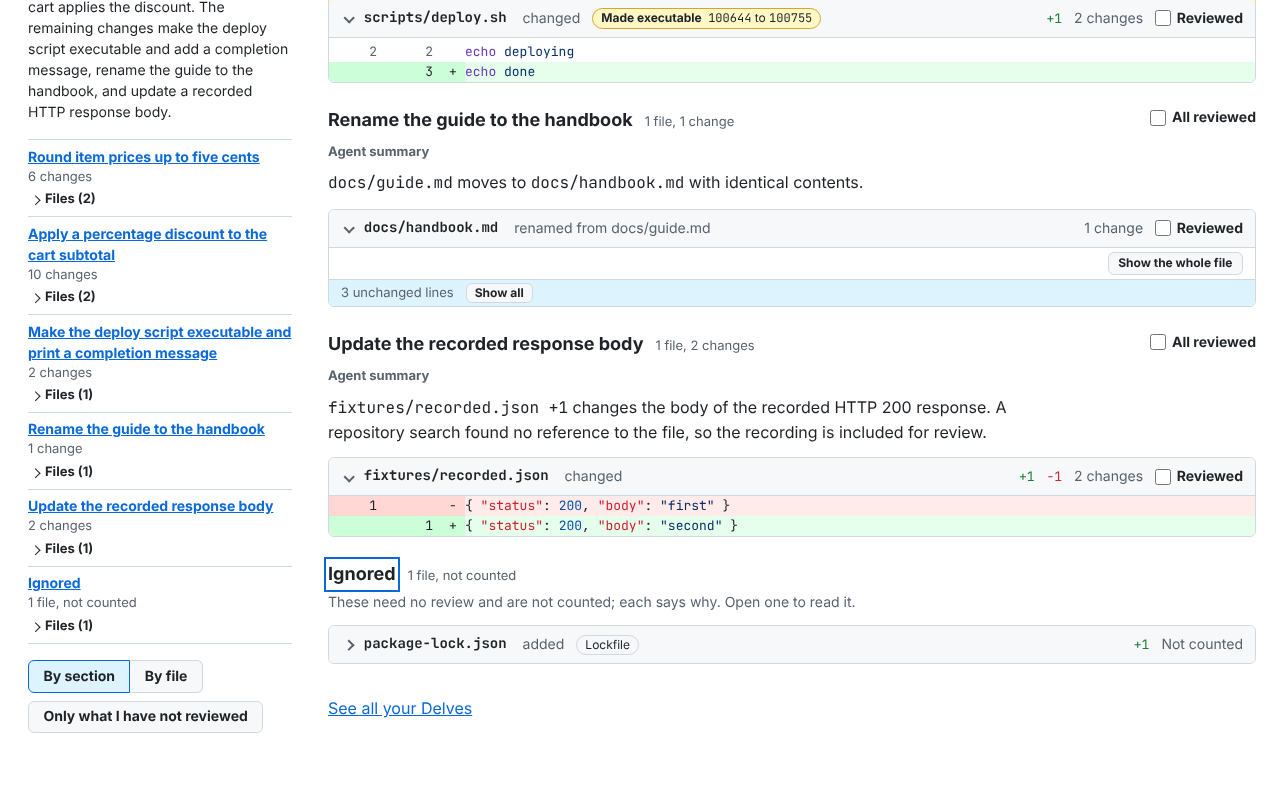 cart applies the discount. The
remaining changes make the deploy
script executable and add a completion
message, rename the guide to the
handbook, and update a recorded
HTTP response body.
Round item prices up to five cents
6 changes
Files (2)
Apply a percentage discount to the
cart subtotal
10 changes
Files (2)
Make the deploy script executable and
print a completion message
2 changes
Files (1)
Rename the guide to the handbook
1 change
Files (1)
Update the recorded response body
2 changes
Files (1)
Ignored
1 file, not counted
Files (1)
By section By file
Only what I have not reviewed
scripts/deploy.sh changed Made executable 100644 to 100755 +1 2 changes Reviewed
2 2 echo deploying
3 + echo done
Rename the guide to the handbook 1 file, 1 change All reviewed
Agent summary
docs/guide.md moves to docs/handbook.md with identical contents.
docs/handbook.md renamed from docs/guide.md 1 change Reviewed
Show the whole file
3 unchanged lines Show all
Update the recorded response body 1 file, 2 changes All reviewed
Agent summary
fixtures/recorded.json +1 changes the body of the recorded HTTP 200 response. A
repository search found no reference to the file, so the recording is included for review.
fixtures/recorded.json changed +1 -1 2 changes Reviewed
1 - { "status": 200, "body": "first" }
1 + { "status": 200, "body": "second" }
Ignored 1 file, not counted
These need no review and are not counted; each says why. Open one to read it.
package-lock.json added Lockfile +1 Not counted
See all your Delves